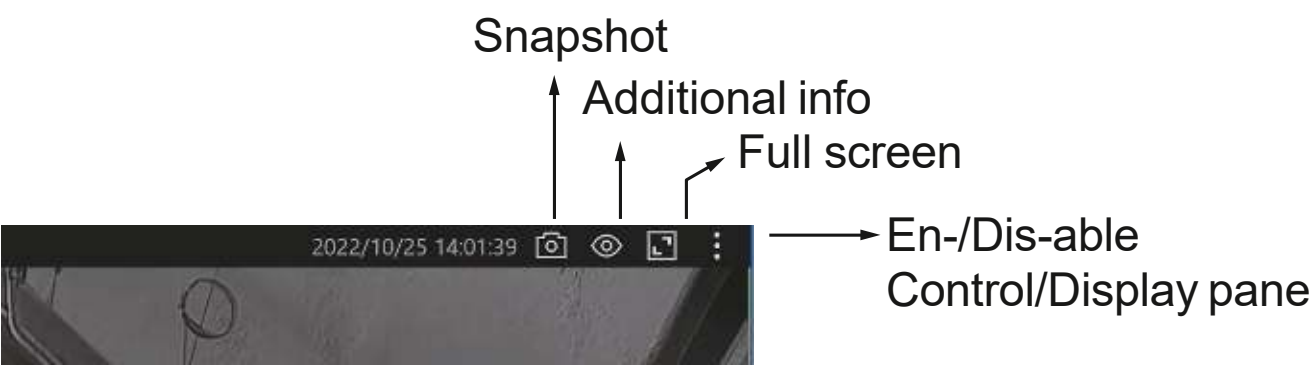 Snapshot
Additional info
Full screen
2022/10/25 14:01:39
En-/Dis-able
Control/Display pane